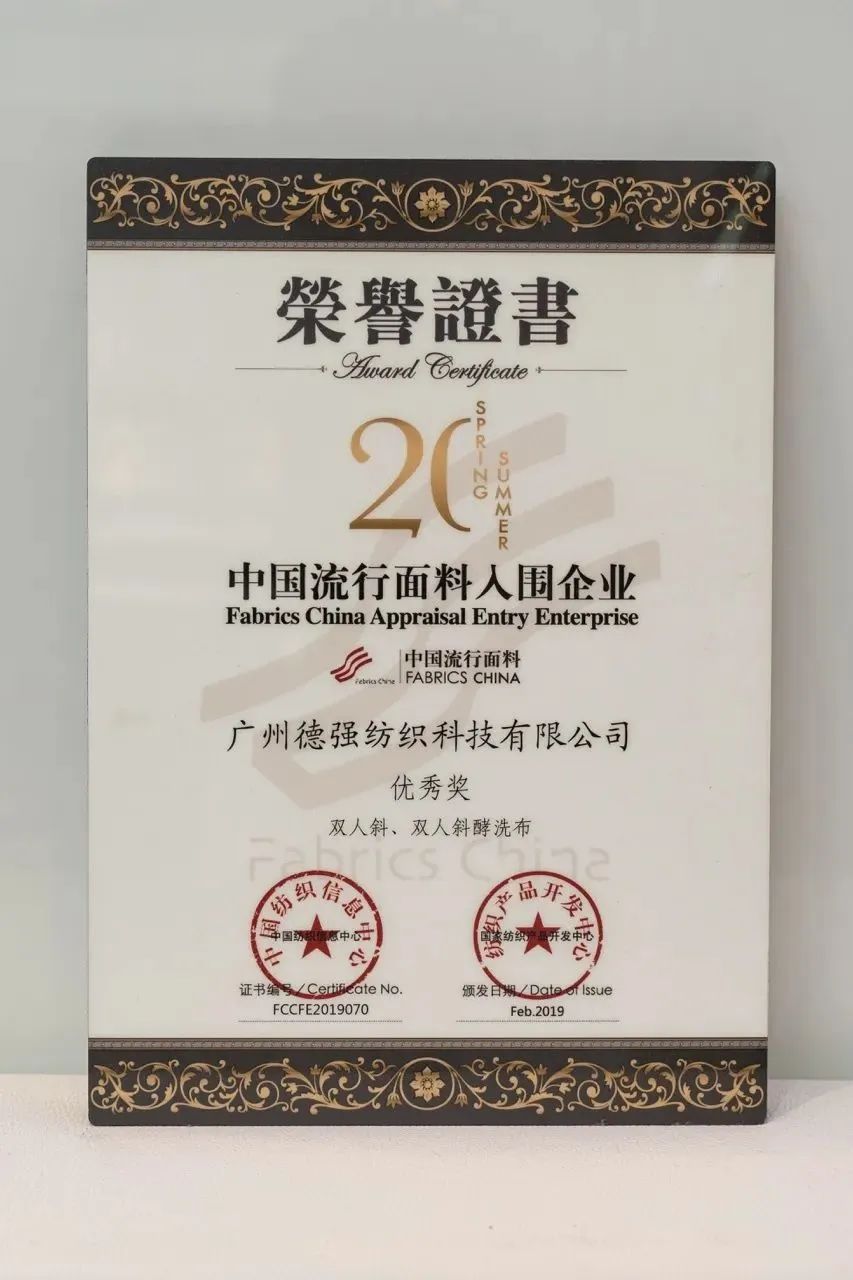 榮譽證書
Award Certificate
20
SPRING
SUMMER
中国流行面料入围企业
Fabrics China Appraisal Entry Enterprise
Fabrics China
中国流行面料
FABRICS CHINA
广州德强纺织科技有限公司
优秀奖
双人斜、双人斜酵洗布
Fabrics China
中国纺织信息中心
中国纺织信息中心
证书编号/Certificate No.
FCCFE2019070
纺织产品开发中心
国家纺织产品开发中心
颁发日期/Date of Issue
Feb.2019